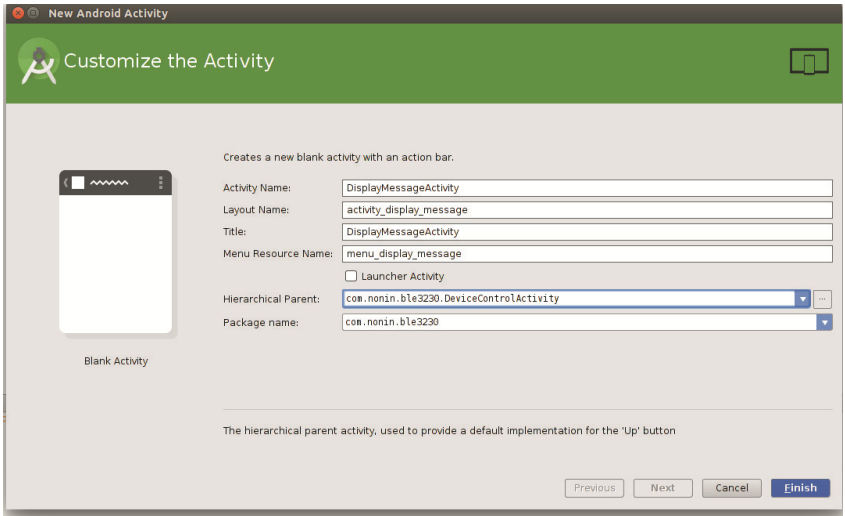 New Android Activity
Customize the Activity
Creates a new blank activity with an action bar.
Activity Name: DisplayMessageActivity
Layout Name: activity_display_message
Title: DisplayMessageActivity
Menu Resource Name: menu_display_message
Launcher Activity
Hierarchical Parent: com.nonin.ble3230.DeviceControlActivity ...
Package name: com.nonin.ble3230
Blank Activity
The hierarchical parent activity, used to provide a default implementation for the 'Up' button
Previous Next Cancel Finish